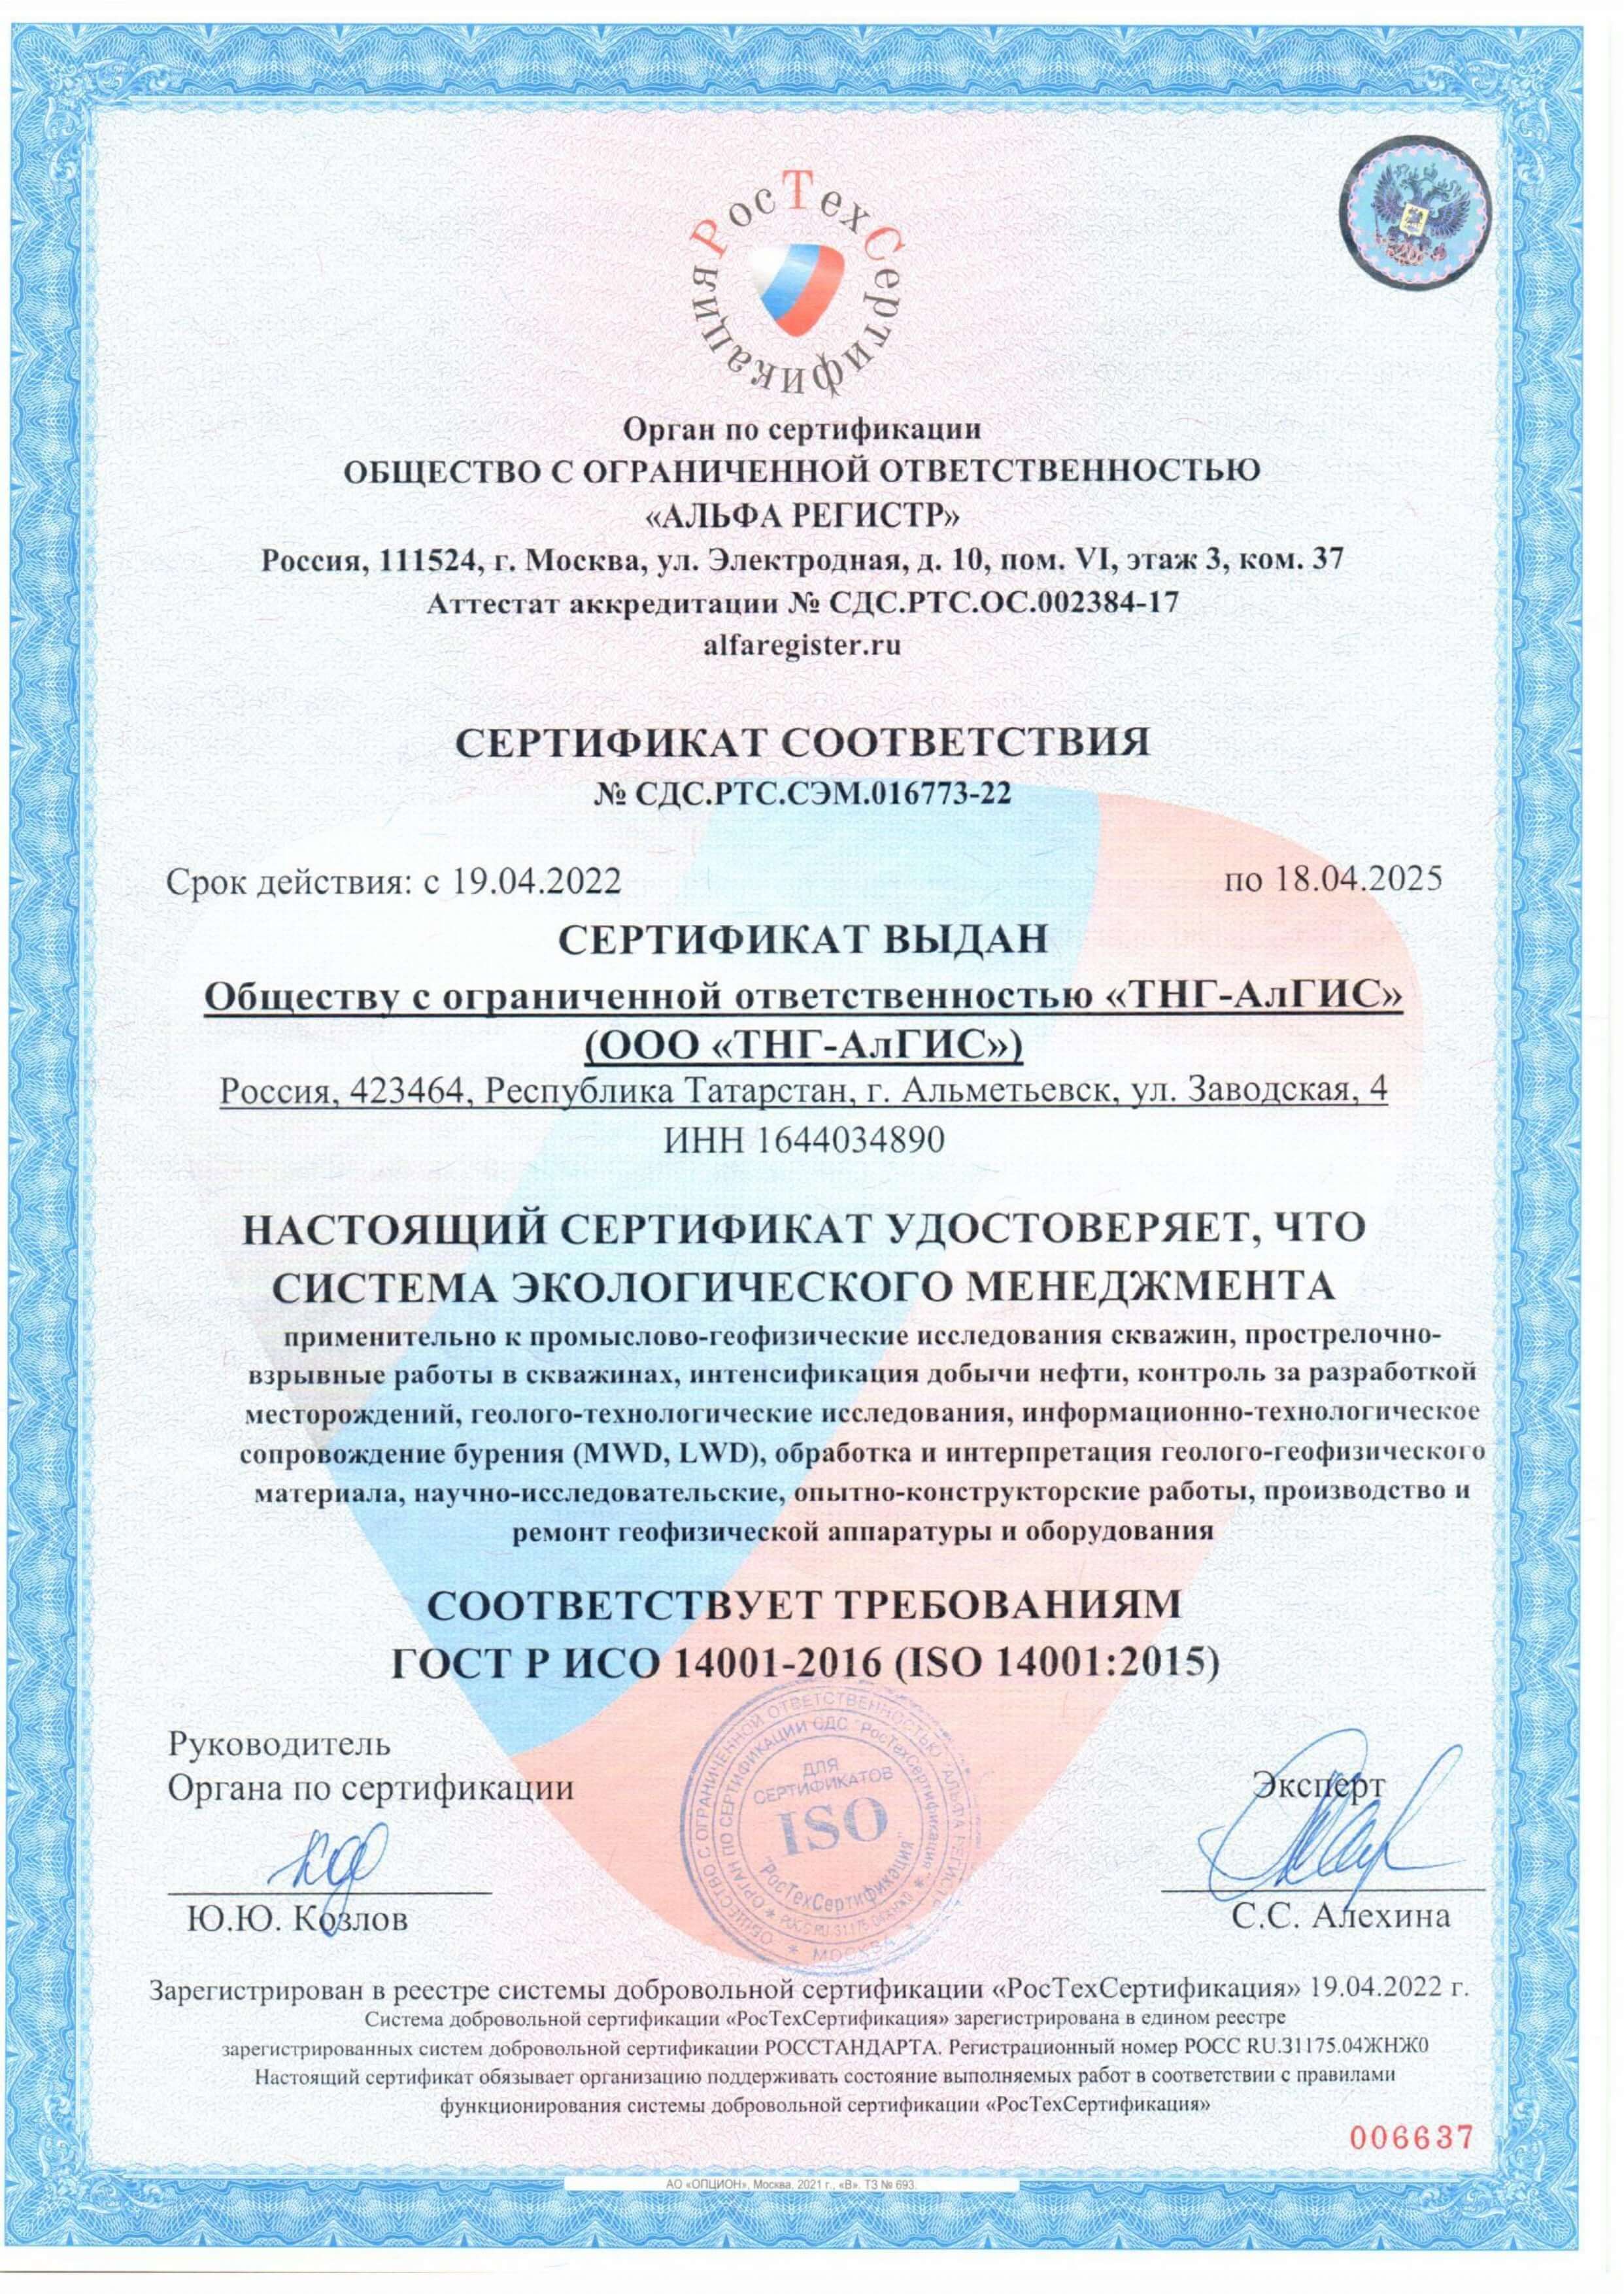 РосТехСертификация
Орган по сертификации
ОБЩЕСТВО С ОГРАНИЧЕННОЙ ОТВЕТСТВЕННОСТЬЮ
«АЛЬФА РЕГИСТР»
Россия, 111524, г. Москва, ул. Электродная, д. 10, пом. VI, этаж 3, ком. 37
Аттестат аккредитации № СДС.РТС.ОС.002384-17
alfaregister.ru
СЕРТИФИКАТ СООТВЕТСТВИЯ
№ СДС.РТС.СЭМ.016773-22
Срок действия: с 19.04.2022 по 18.04.2025
СЕРТИФИКАТ ВЫДАН
Обществу с ограниченной ответственностью «ТНГ-АлГИС»
(ООО «ТНГ-АлГИС»)
Россия, 423464, Республика Татарстан, г. Альметьевск, ул. Заводская, 4
ИНН 1644034890
НАСТОЯЩИЙ СЕРТИФИКАТ УДОСТОВЕРЯЕТ, ЧТО
СИСТЕМА ЭКОЛОГИЧЕСКОГО МЕНЕДЖМЕНТА
применительно к промыслово-геофизические исследования скважин, прострелочно-
взрывные работы в скважинах, интенсификация добычи нефти, контроль за разработкой
месторождений, геолого-технологические исследования, информационно-технологическое
сопровождение бурения (MWD, LWD), обработка и интерпретация геолого-геофизического
материала, научно-исследовательские, опытно-конструкторские работы, производство и
ремонт геофизической аппаратуры и оборудования
СООТВЕТСТВУЕТ ТРЕБОВАНИЯМ
ГОСТ Р ИСО 14001-2016 (ISO 14001:2015)
Руководитель
Органа по сертификации
Эксперт
ОБЩЕСТВО С ОГРАНИЧЕННОЙ ОТВЕТСТВЕННОСТЬЮ "АЛЬФА РЕГИСТР"
* МОСКВА *
ОРГАН ПО СЕРТИФИКАЦИИ СДС "РосТехСертификация"
ДЛЯ
СЕРТИФИКАТОВ
ISO
"РосТехСертификация"
Ю.Ю. Козлов
С.С. Алехина
Зарегистрирован в реестре системы добровольной сертификации «РосТехСертификация» 19.04.2022 г.
Система добровольной сертификации «РосТехСертификация» зарегистрирована в едином реестре
зарегистрированных систем добровольной сертификации РОССТАНДАРТА. Регистрационный номер РОСС RU.31175.04ЖНЖ0
Настоящий сертификат обязывает организацию поддерживать состояние выполняемых работ в соответствии с правилами
функционирования системы добровольной сертификации «РосТехСертификация»
006637
АО «ОПЦИОН», Москва, 2021 г., «В». ТЗ № 693.